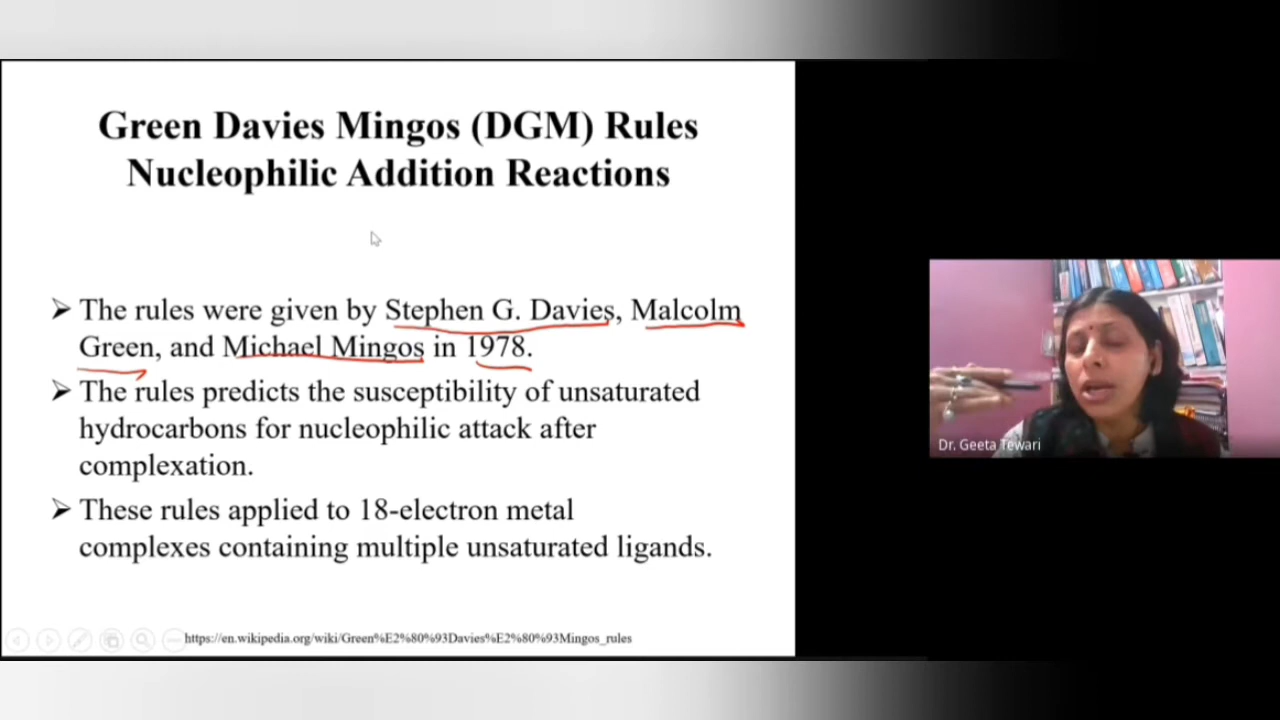 Green Davies Mingos (DGM) Rules
Nucleophilic Addition Reactions
➢ The rules were given by Stephen G. Davies, Malcolm
Green, and Michael Mingos in 1978.
➢ The rules predicts the susceptibility of unsaturated
hydrocarbons for nucleophilic attack after
complexation.
➢ These rules applied to 18-electron metal
complexes containing multiple unsaturated ligands.
https://en.wikipedia.org/wiki/Green%E2%80%93Davies%E2%80%93Mingos_rules
Dr. Geeta Tewari